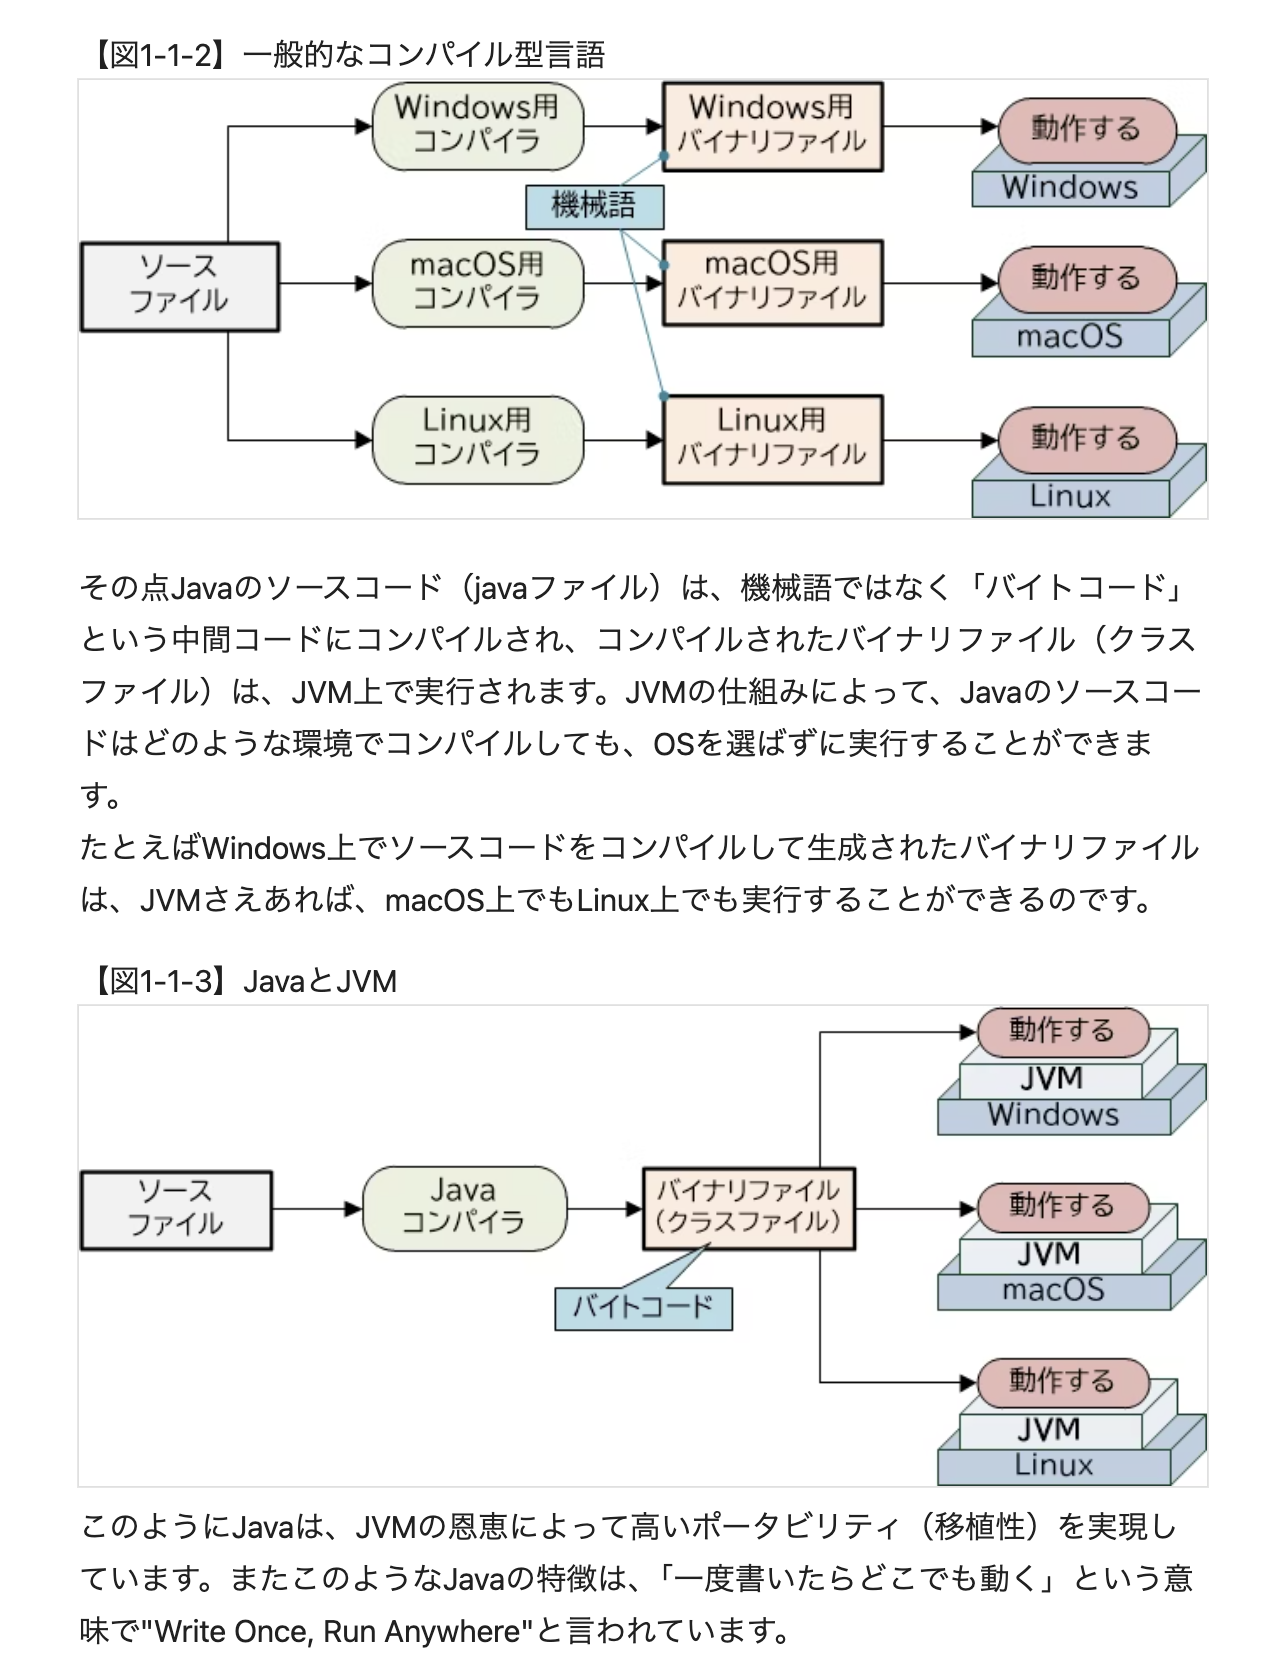 【図1-1-2】一般的なコンパイル型言語
Windows用
コンパイラ
Windows用
バイナリファイル
動作する
Windows
機械語
ソース
ファイル
macOS用
コンパイラ
macOS用
バイナリファイル
動作する
macOS
Linux用
コンパイラ
Linux用
バイナリファイル
動作する
Linux
その点Javaのソースコード（javaファイル）は、機械語ではなく「バイトコード」
という中間コードにコンパイルされ、コンパイルされたバイナリファイル（クラス
ファイル）は、JVM上で実行されます。JVMの仕組みによって、Javaのソースコー
ドはどのような環境でコンパイルしても、OSを選ばずに実行することができま
す。
たとえばWindows上でソースコードをコンパイルして生成されたバイナリファイル
は、JVMさえあれば、macOS上でもLinux上でも実行することができるのです。
【図1-1-3】JavaとJVM
動作する
JVM
Windows
ソース
ファイル
Java
コンパイラ
バイナリファイル
（クラスファイル）
バイトコード
動作する
JVM
macOS
動作する
JVM
Linux
このようにJavaは、JVMの恩恵によって高いポータビリティ（移植性）を実現し
ています。またこのようなJavaの特徴は、「一度書いたらどこでも動く」という意
味で"Write Once, Run Anywhere"と言われています。